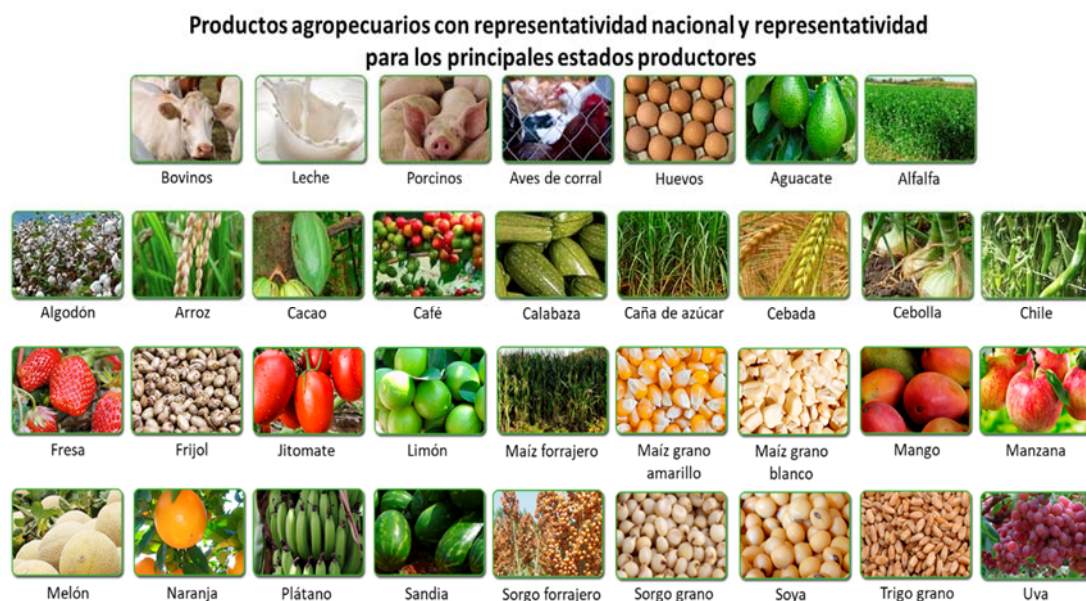 Productos agropecuarios con representatividad nacional y representatividad
para los principales estados productores
Bovinos
Leche
Porcinos
Aves de corral
Huevos
Aguacate
Alfalfa
Algodón
Arroz
Cacao
Café
Calabaza
Caña de azúcar
Cebada
Cebolla
Chile
Fresa
Frijol
Jitomate
Limón
Maíz forrajero
Maíz grano
amarillo
Maíz grano
blanco
Mango
Manzana
Melón
Naranja
Plátano
Sandia
Sorgo forrajero
Sorgo grano
Soya
Trigo grano
Uva